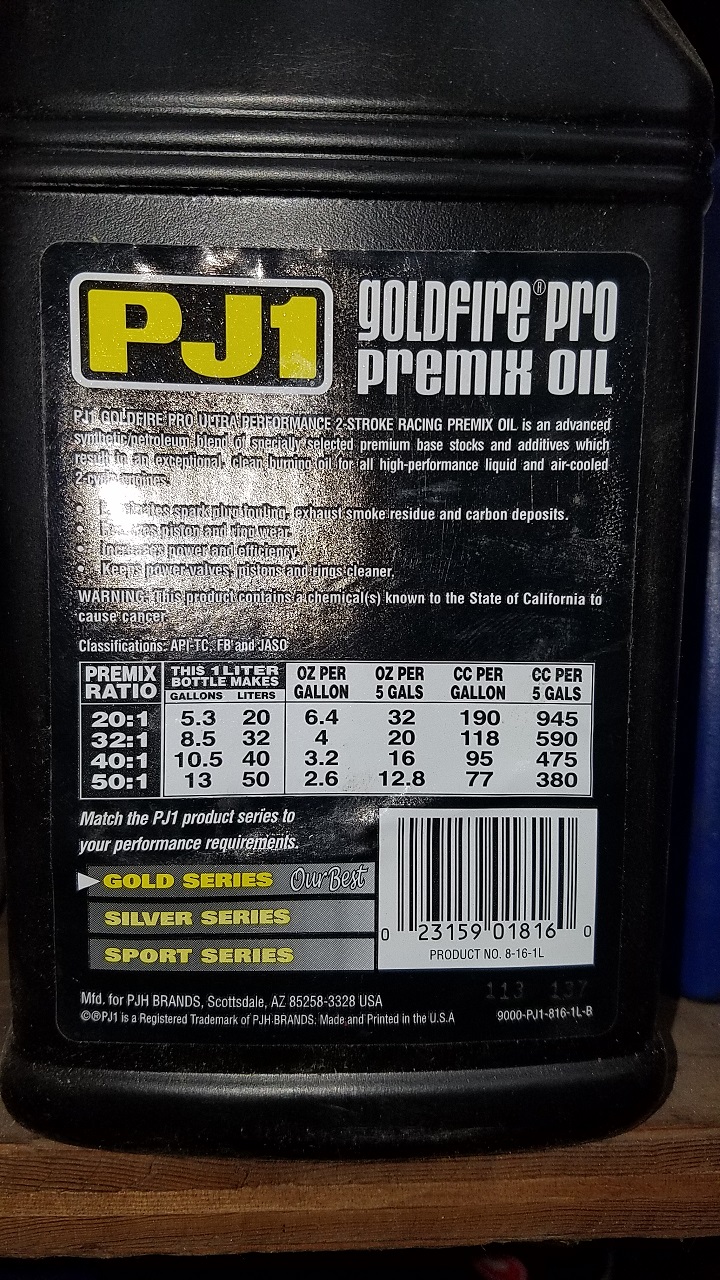 PJ1
GOLDFIRE® PRO
PREMIX OIL
PJ1 GOLDFIRE PRO ULTRA PERFORMANCE 2-STROKE RACING PREMIX OIL is an advanced
synthetic/petroleum blend of specially selected premium base stocks and additives which
result in an exceptional, clean burning oil for all high-performance liquid and air-cooled
2-cycle engines.
• spark plug fouling, exhaust smoke residue and carbon deposits.
• piston and ring wear.
• Increases power and efficiency.
• Keeps power valves, pistons and rings cleaner.
WARNING: This product contains a chemical(s) known to the State of California to
cause cancer.
Classifications: API-TC, FB and JASO
PREMIX RATIO THIS 1 LITER BOTTLE MAKES GALLONS LITERS OZ PER GALLON OZ PER 5 GALS CC PER GALLON CC PER 5 GALS
20:1 5.3 20 6.4 32 190 945
32:1 8.5 32 4 20 118 590
40:1 10.5 40 3.2 16 95 475
50:1 13 50 2.6 12.8 77 380
Match the PJ1 product series to
your performance requirements.
GOLD SERIES Our Best
SILVER SERIES
SPORT SERIES
0 23159 01816 0
PRODUCT NO. 8-16-1L
113 137
Mfd. for PJH BRANDS, Scottsdale, AZ 85258-3328 USA
©®PJ1 is a Registered Trademark of PJH BRANDS. Made and Printed in the U.S.A
9000-PJ1-816-1L-B